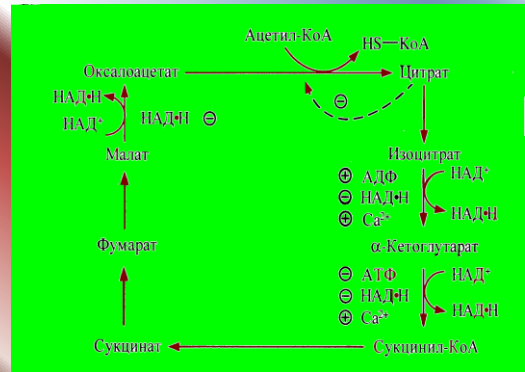 Ацетил-КоА
HS—КоА
Оксалоацетат
Цитрат
НАД•Н
НАД⁺
НАД•Н ⊖
⊖
Малат
Изоцитрат
⊕ АДФ
⊖ НАД•Н
⊕ Ca²⁺
НАД⁺
НАД•Н
Фумарат
α-Кетоглутарат
⊖ АТФ
⊖ НАД•Н
⊕ Ca²⁺
НАД⁺
НАД•Н
Сукцинат
Сукцинил-КоА